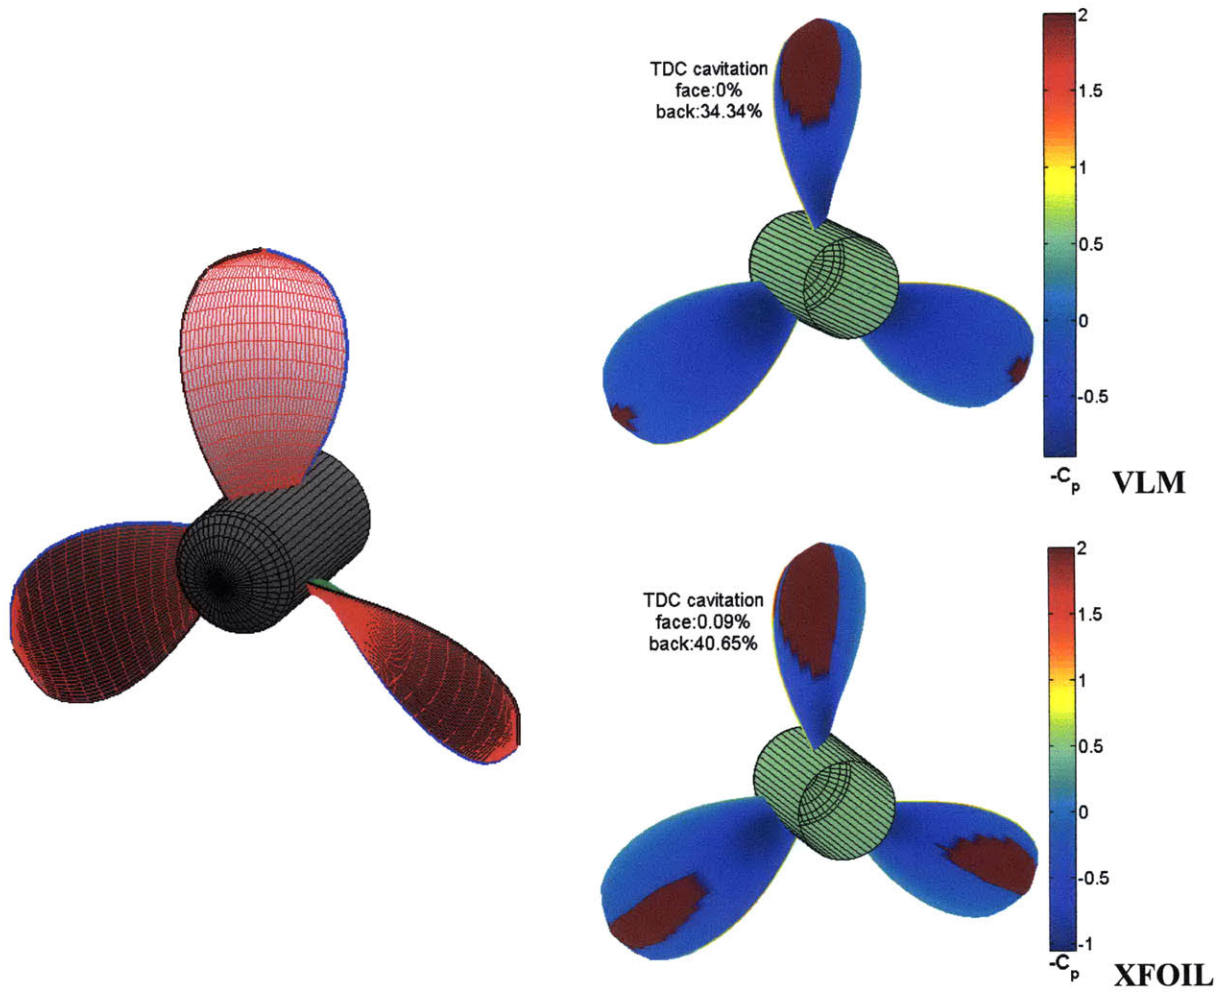 TDC cavitation
face:0%
back:34.34%
2
1.5
1
0.5
0
-0.5
-Cp
VLM
TDC cavitation
face:0.09%
back:40.65%
2
1.5
1
0.5
0
-0.5
-1
-Cp
XFOIL